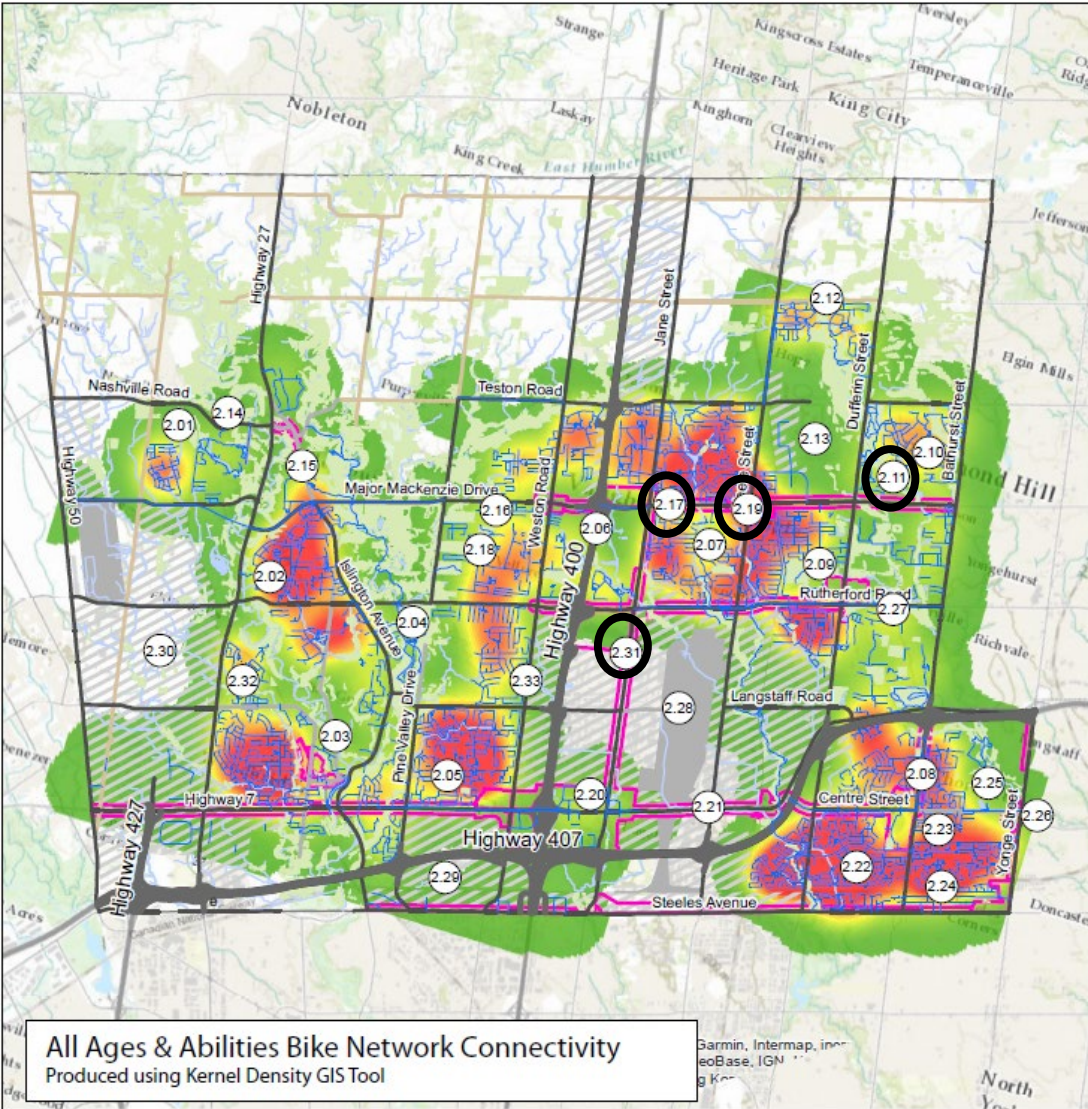 Strange
Eversley
Kingscross Estates
Temperanceville
Heritage Park
Nobleton
Laskay
Kinghorn
King City
Clearview
Heights
King Creek
East Humber River
Jefferson
Highway 27
Jane Street
2.12
Elgin Mills
Dufferin Street
Nashville Road
Teston Road
Bathurst Street
2.14
2.01
2.13
2.10
2.15
2.11
Highway 50
Major Mackenzie Drive
2.17
2.19
2.16
Weston Road
2.06
2.07
2.18
2.09
2.02
Islington Avenue
Highway 400
Rutherford Road
2.27
2.04
2.31
2.30
Richvale
2.32
2.33
Langstaff Road
2.28
Pine Valley Drive
2.03
2.05
2.08
2.25
Highway 7
2.20
Centre Street
2.21
2.26
Highway 427
Highway 407
2.23
Yonge Street
2.22
2.29
2.24
Steeles Avenue
Acres
Corners
All Ages & Abilities Bike Network Connectivity
Produced using Kernel Density GIS Tool
Garmin, Intermap,
North